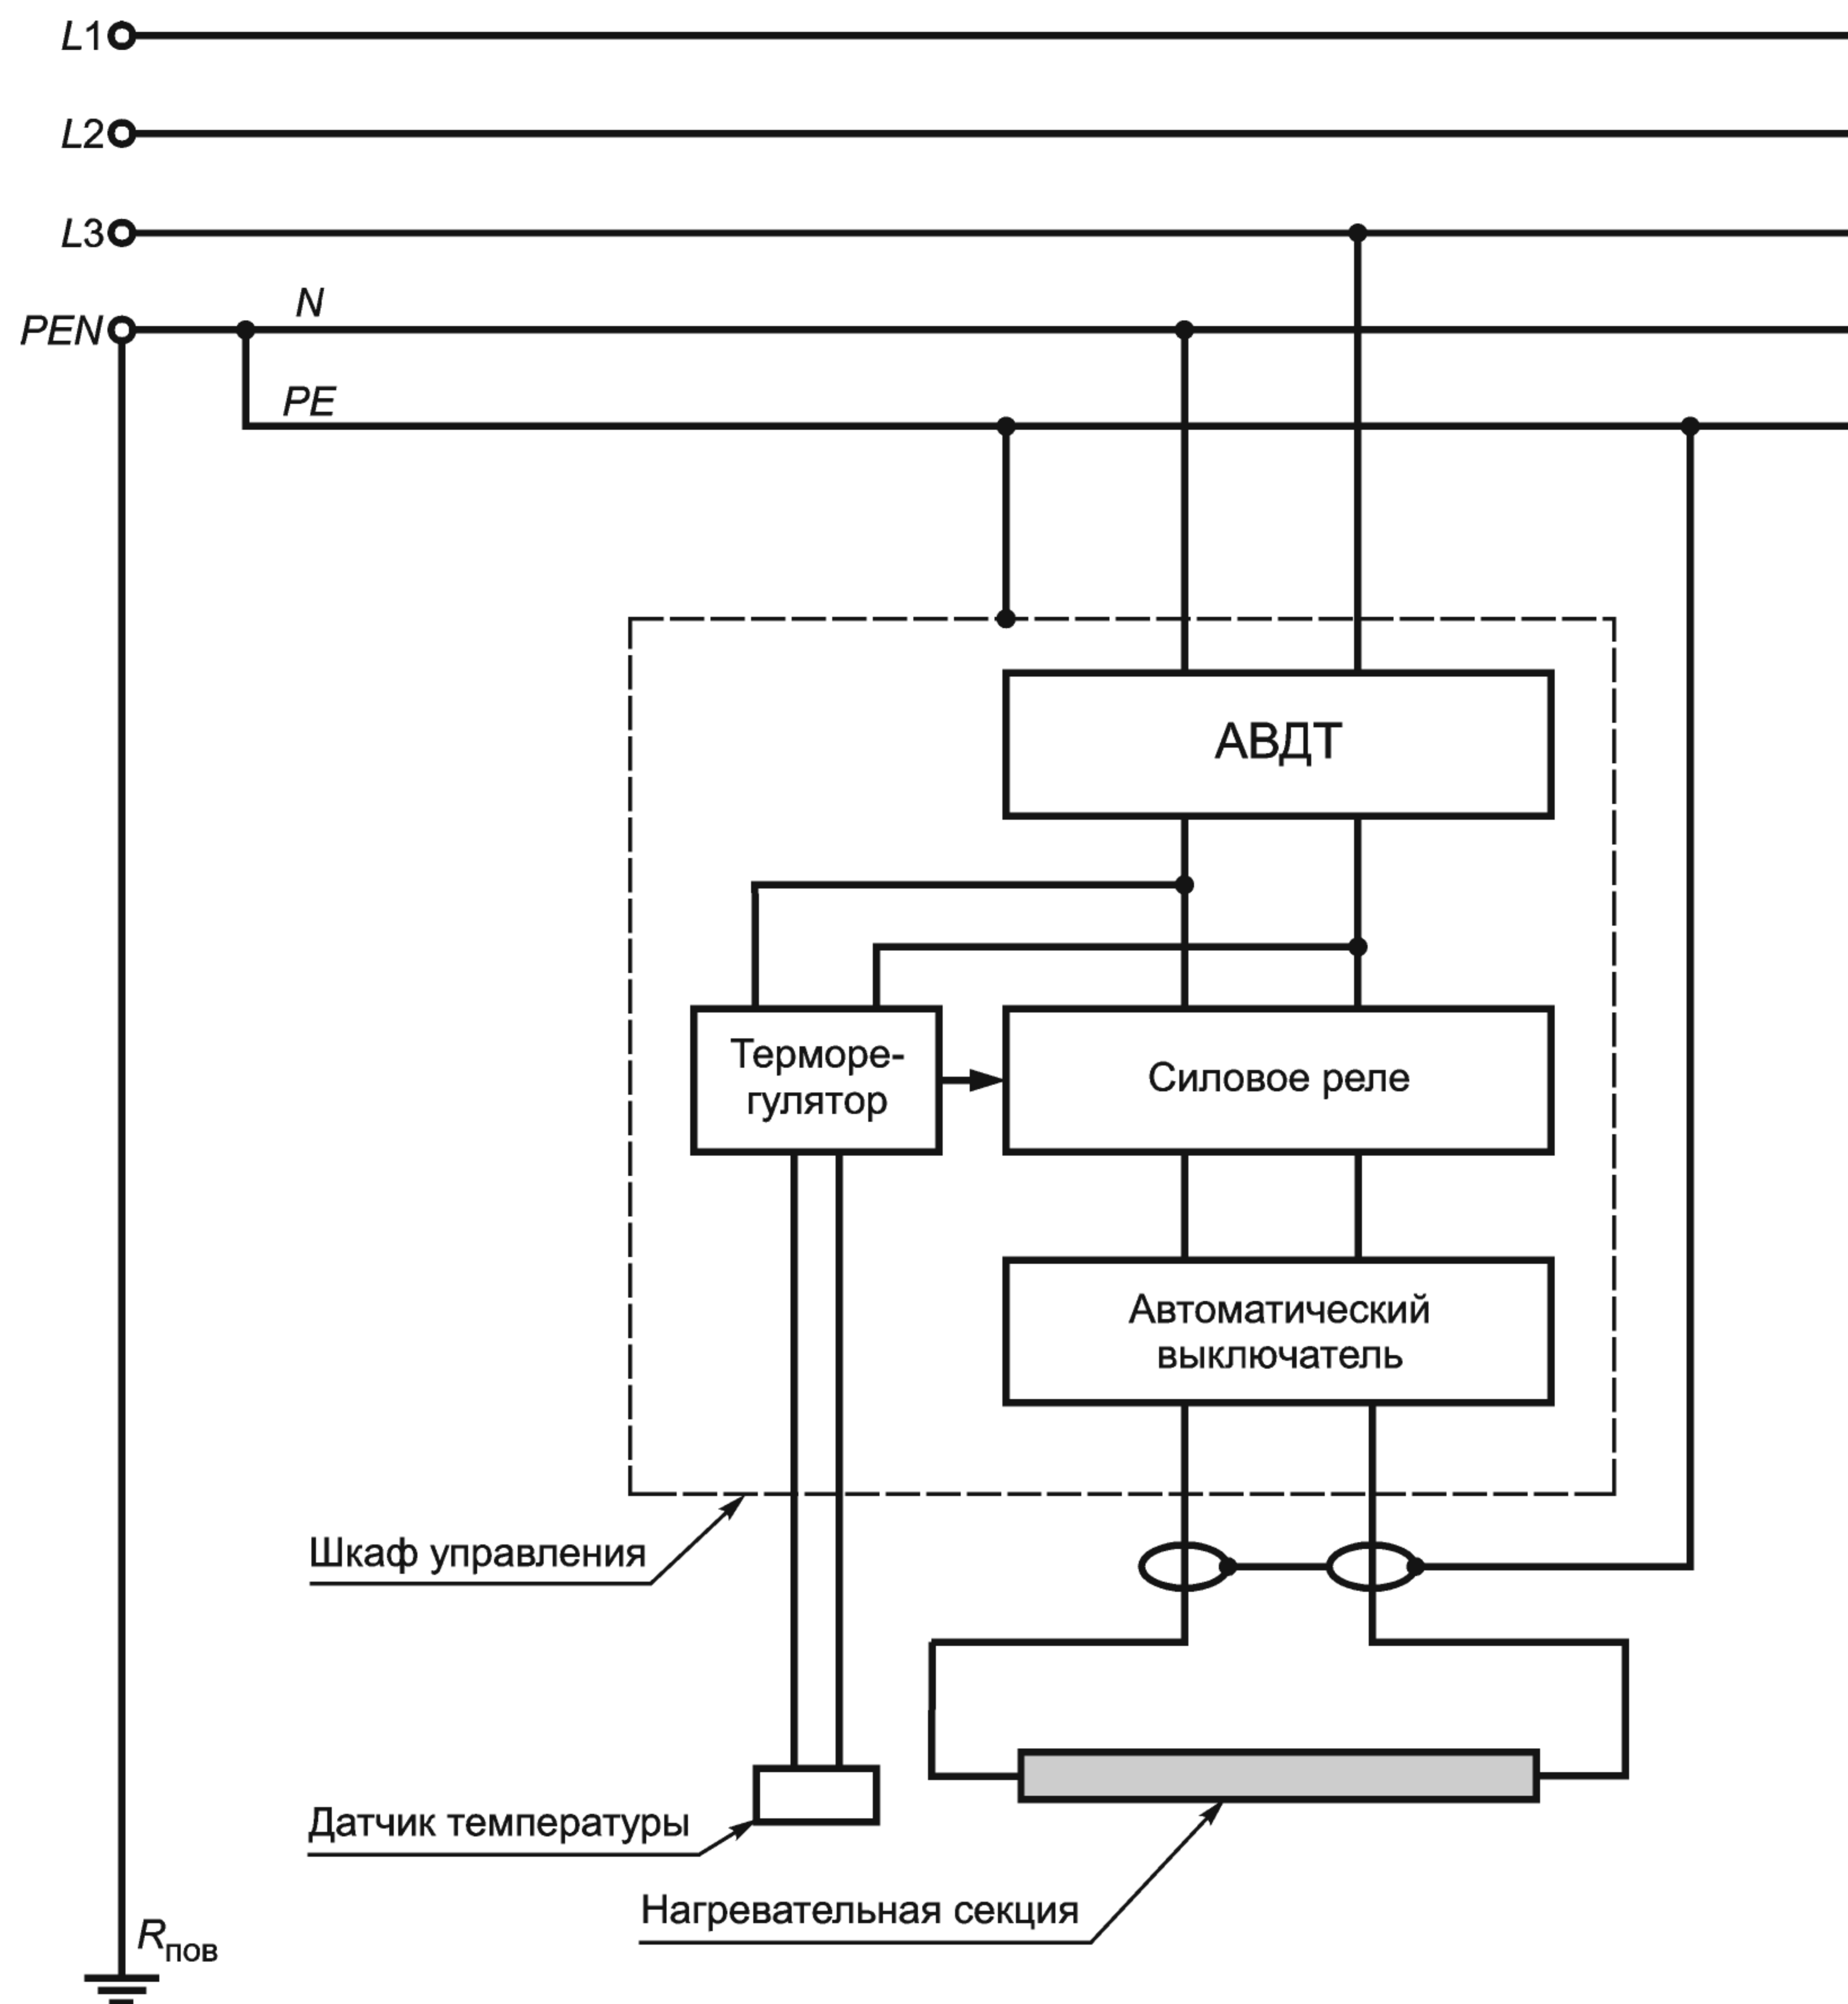 L1
L2
L3
N
PEN
PE
АВДТ
Терморе-
гулятор
Силовое реле
Автоматический
выключатель
Шкаф управления
Датчик температуры
Нагревательная секция
Rпов